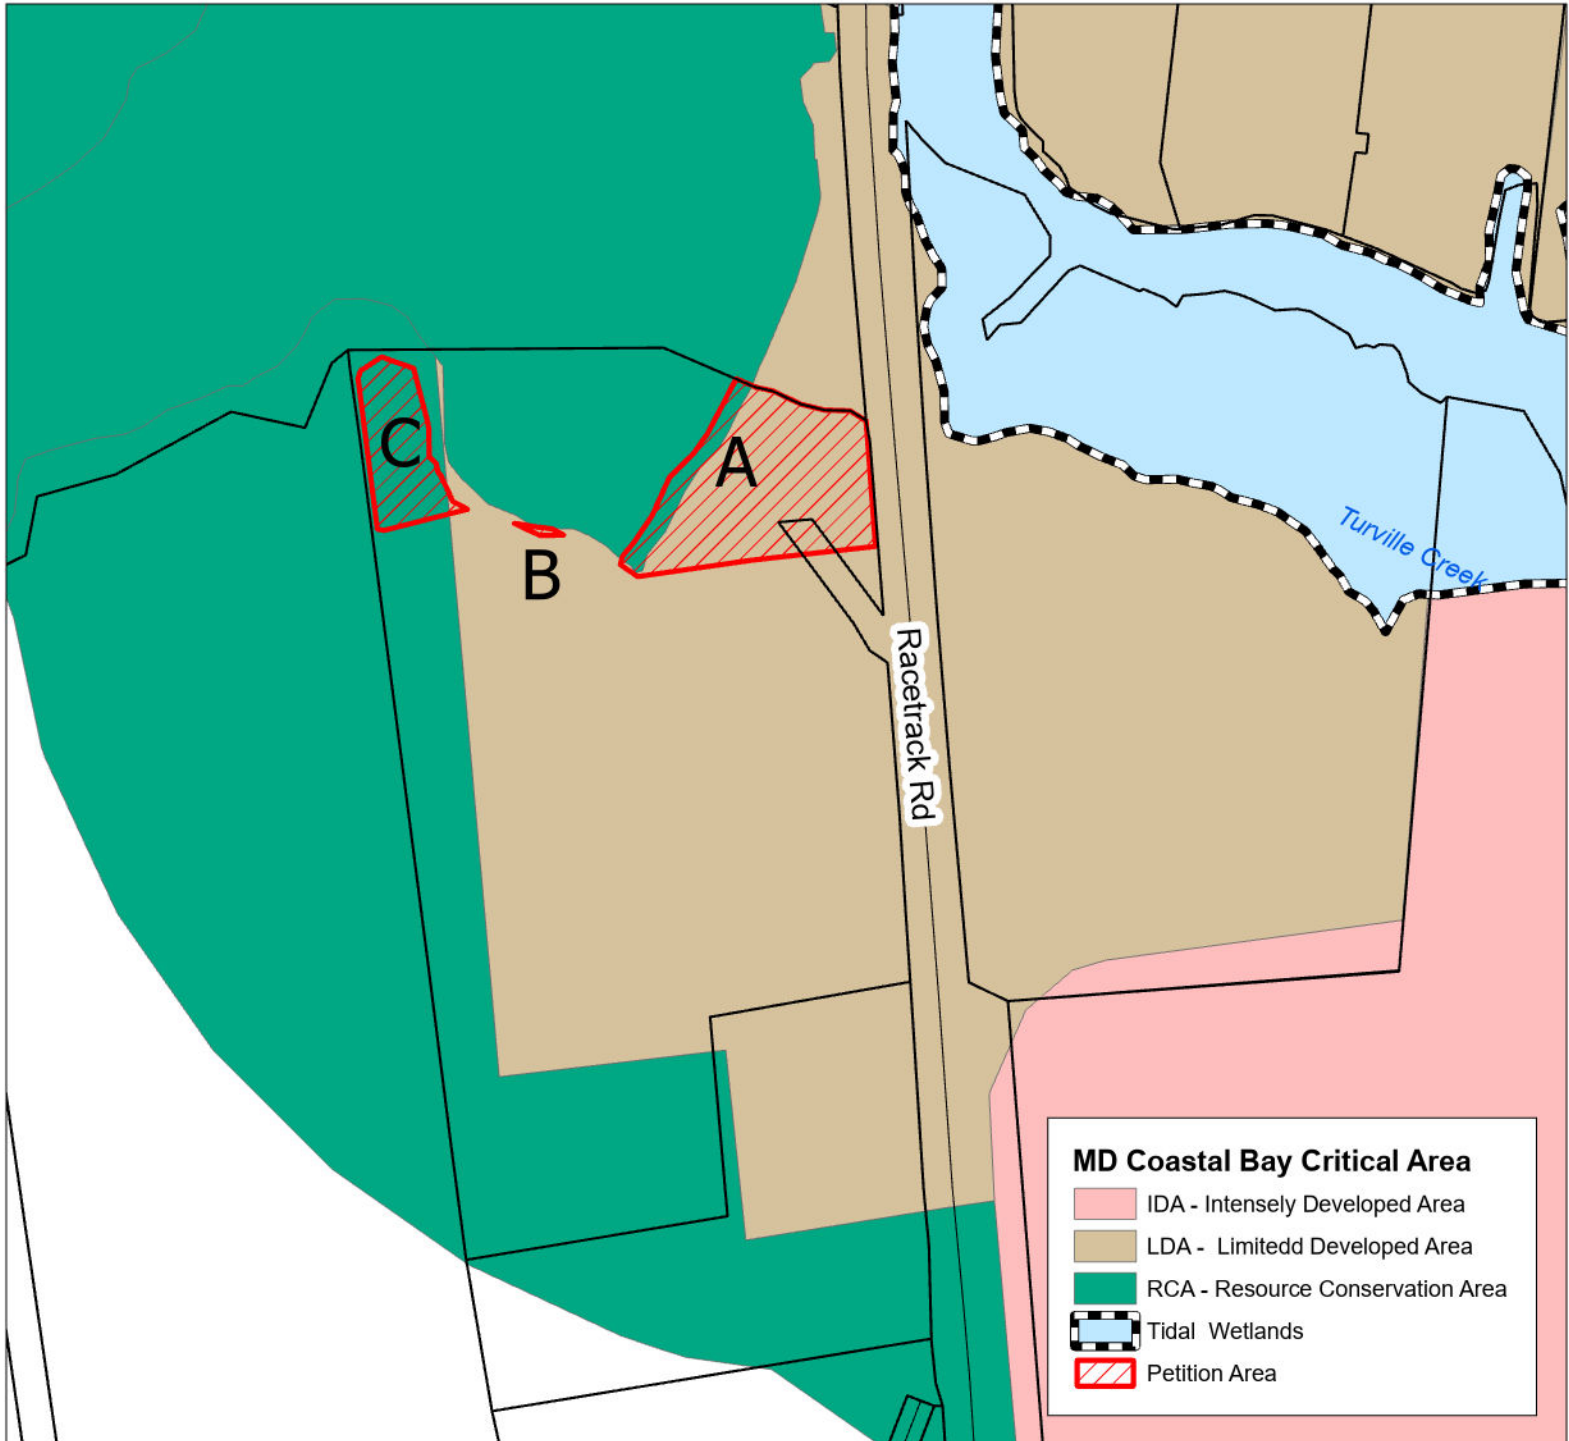 C
A
B
Turville Creek
Racetrack Rd
MD Coastal Bay Critical Area
IDA - Intensely Developed Area
LDA - Limitedd Developed Area
RCA - Resource Conservation Area
Tidal Wetlands
Petition Area